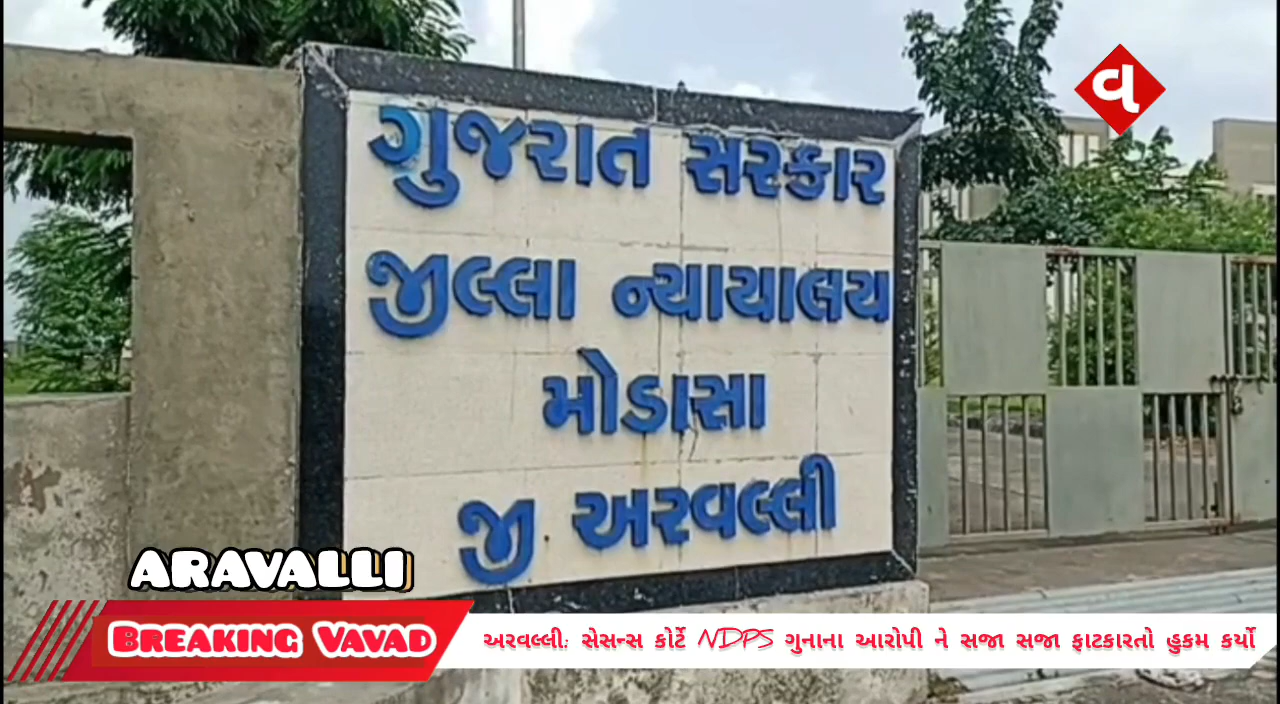 ગુજરાત સરકાર
જીલ્લા ન્યાયાલય
મોડાસા
જી અરવલ્લી
ARAVALLI
BREAKING VAVAD
અરવલ્લી: સેસન્સ કોર્ટે NDPS ગુનાના આરોપી ને સજા સજા ફાટકારતો હુકમ કર્યો